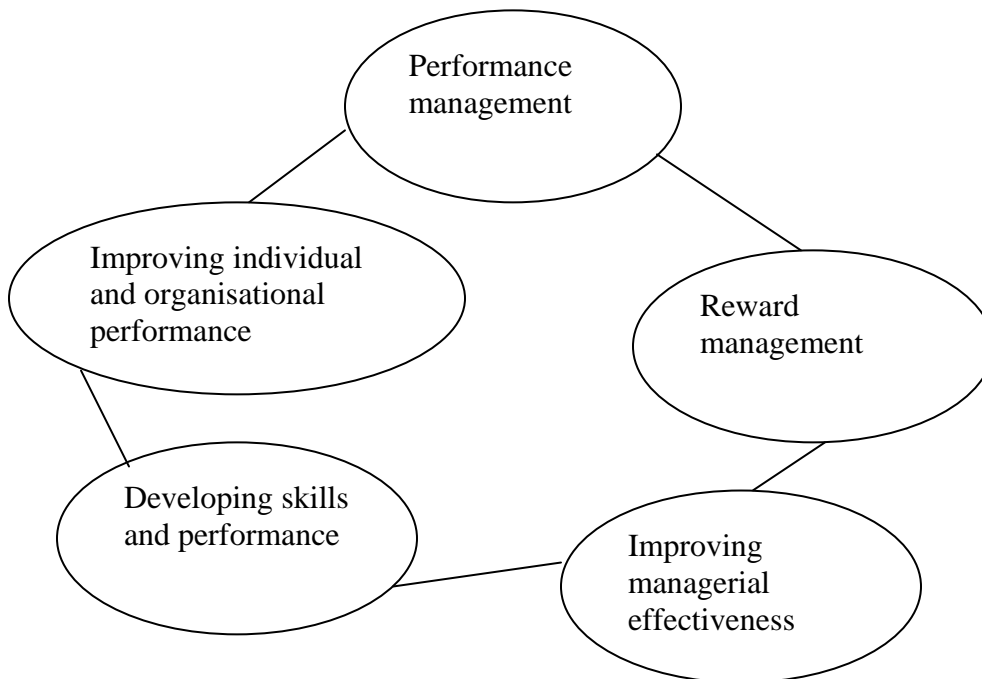 Performance
management
Improving individual
and organisational
performance
Reward
management
Developing skills
and performance
Improving
managerial
effectiveness